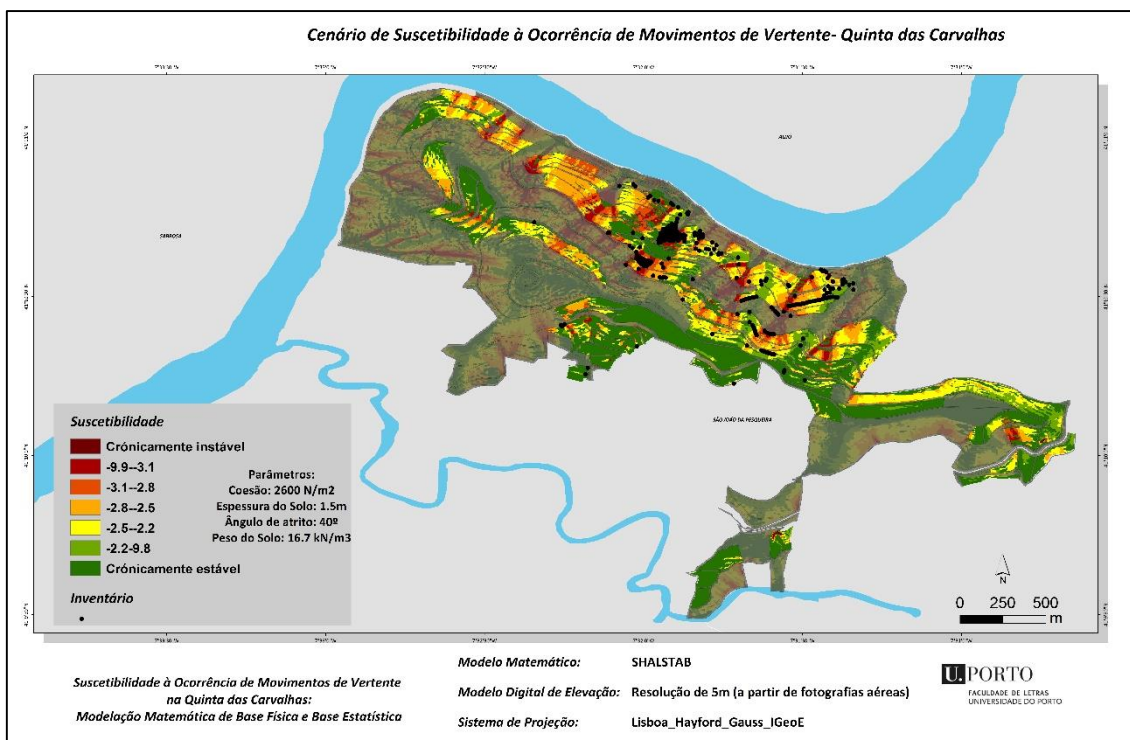 Cenário de Suscetibilidade à Ocorrência de Movimentos de Vertente- Quinta das Carvalhas
ALIJO
SABROSA
SÃO JOÃO DA PESQUEIRA
Suscetibilidade
Crónicamente instável
-9.9--3.1
-3.1--2.8
-2.8--2.5
-2.5--2.2
-2.2-9.8
Crónicamente estável
Parâmetros:
Coesão: 2600 N/m2
Espessura do Solo: 1.5m
Ângulo de atrito: 40º
Peso do Solo: 16.7 kN/m3
Inventário
N
0 250 500
m
Suscetibilidade à Ocorrência de Movimentos de Vertente
na Quinta das Carvalhas:
Modelação Matemática de Base Física e Base Estatística
Modelo Matemático: SHALSTAB
Modelo Digital de Elevação: Resolução de 5m (a partir de fotografias aéreas)
Sistema de Projeção: Lisboa_Hayford_Gauss_IGeoE
U. PORTO
FACULDADE DE LETRAS
UNIVERSIDADE DO PORTO